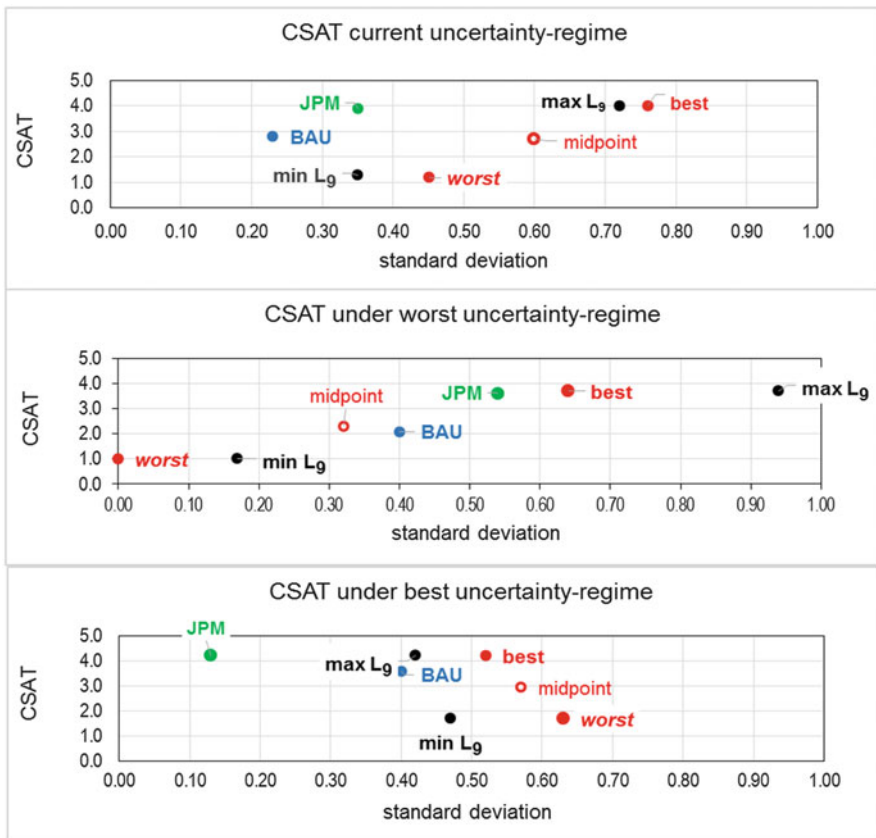 CSAT current uncertainty-regime
CSAT
5.0
4.0
3.0
2.0
1.0
0.0
JPM
max L9
best
BAU
midpoint
min L9
worst
0.00 0.10 0.20 0.30 0.40 0.50 0.60 0.70 0.80 0.90 1.00
standard deviation
CSAT under worst uncertainty-regime
CSAT
5.0
4.0
3.0
2.0
1.0
0.0
midpoint
JPM
best
max L9
BAU
worst
min L9
0.00 0.10 0.20 0.30 0.40 0.50 0.60 0.70 0.80 0.90 1.00
standard deviation
CSAT under best uncertainty-regime
CSAT
5.0
4.0
3.0
2.0
1.0
0.0
JPM
max L9
best
BAU
midpoint
worst
min L9
0.00 0.10 0.20 0.30 0.40 0.50 0.60 0.70 0.80 0.90 1.00
standard deviation